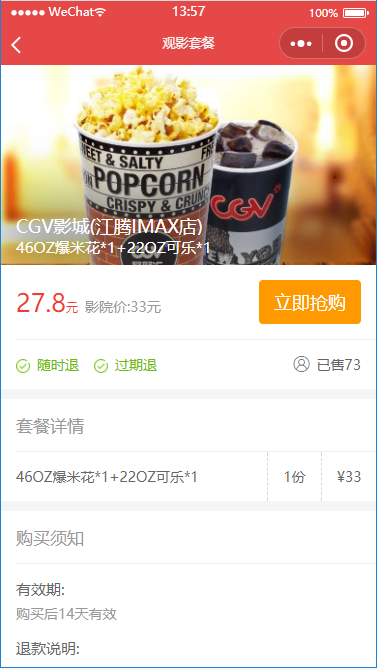 WeChat
13:57
100%
观影套餐
SWEET & SALTY
POPCORN
CRISPY & CRUNCHY
CGV
CGV影城(江腾IMAX店)
46OZ爆米花*1+22OZ可乐*1
27.8元 影院价:33元
立即抢购
随时退 过期退 已售73
套餐详情
46OZ爆米花*1+22OZ可乐*1 1份 ¥33
购买须知
有效期:
购买后14天有效
退款说明: